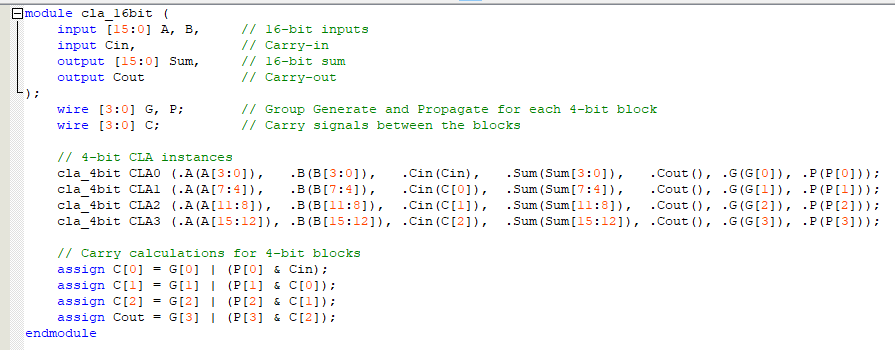 module cla_16bit (
    input [15:0] A, B,     // 16-bit inputs
    input Cin,             // Carry-in
    output [15:0] Sum,     // 16-bit sum
    output Cout            // Carry-out
);
    wire [3:0] G, P;       // Group Generate and Propagate for each 4-bit block
    wire [3:0] C;          // Carry signals between the blocks

    // 4-bit CLA instances
    cla_4bit CLA0 (.A(A[3:0]),   .B(B[3:0]),   .Cin(Cin),   .Sum(Sum[3:0]),   .Cout(), .G(G[0]), .P(P[0]));
    cla_4bit CLA1 (.A(A[7:4]),   .B(B[7:4]),   .Cin(C[0]),  .Sum(Sum[7:4]),   .Cout(), .G(G[1]), .P(P[1]));
    cla_4bit CLA2 (.A(A[11:8]),  .B(B[11:8]),  .Cin(C[1]),  .Sum(Sum[11:8]),  .Cout(), .G(G[2]), .P(P[2]));
    cla_4bit CLA3 (.A(A[15:12]), .B(B[15:12]), .Cin(C[2]),  .Sum(Sum[15:12]), .Cout(), .G(G[3]), .P(P[3]));

    // Carry calculations for 4-bit blocks
    assign C[0] = G[0] | (P[0] & Cin);
    assign C[1] = G[1] | (P[1] & C[0]);
    assign C[2] = G[2] | (P[2] & C[1]);
    assign Cout = G[3] | (P[3] & C[2]);
endmodule